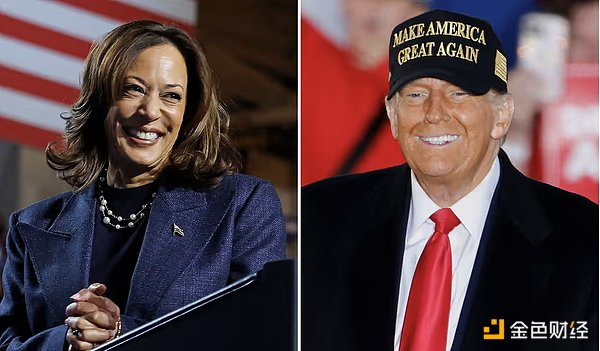 MAKE AMERICA
GREAT AGAIN
金色财经